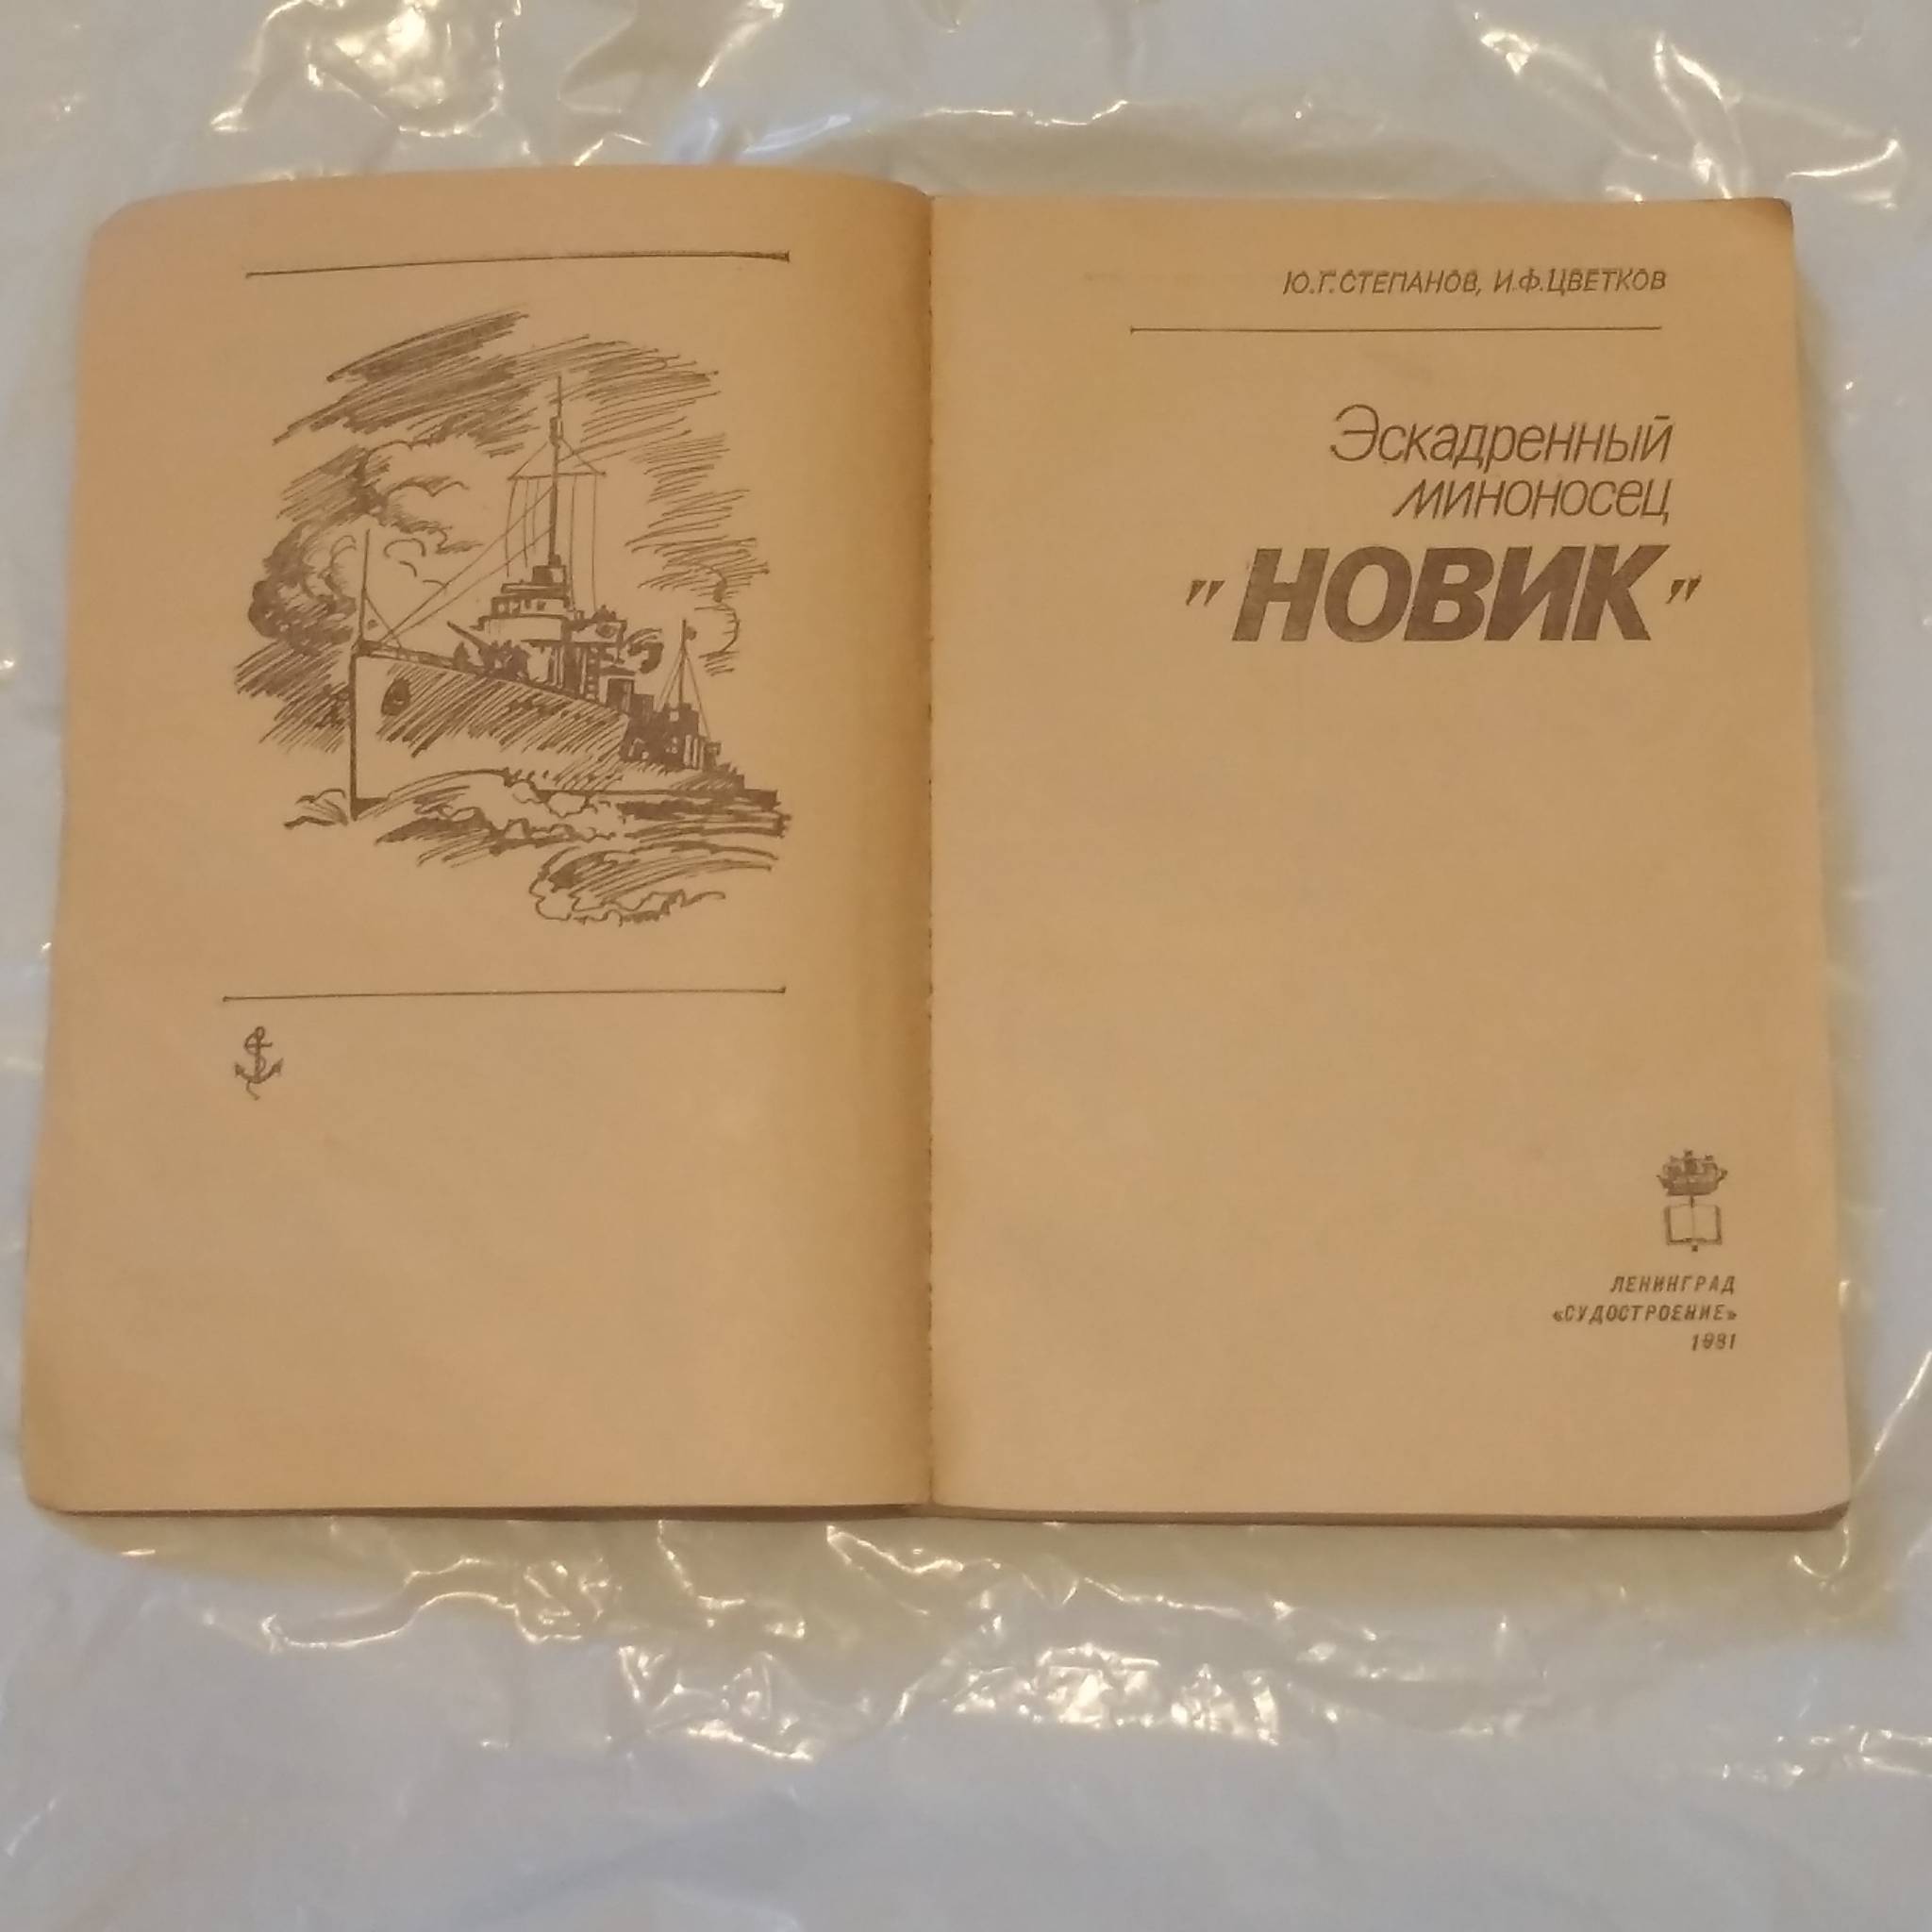 Ю.Г.СТЕПАНОВ, И.Ф.ЦВЕТКОВ
Эскадренный
миноносец
"НОВИК"
ЛЕНИНГРАД
«СУДОСТРОЕНИЕ»
1981